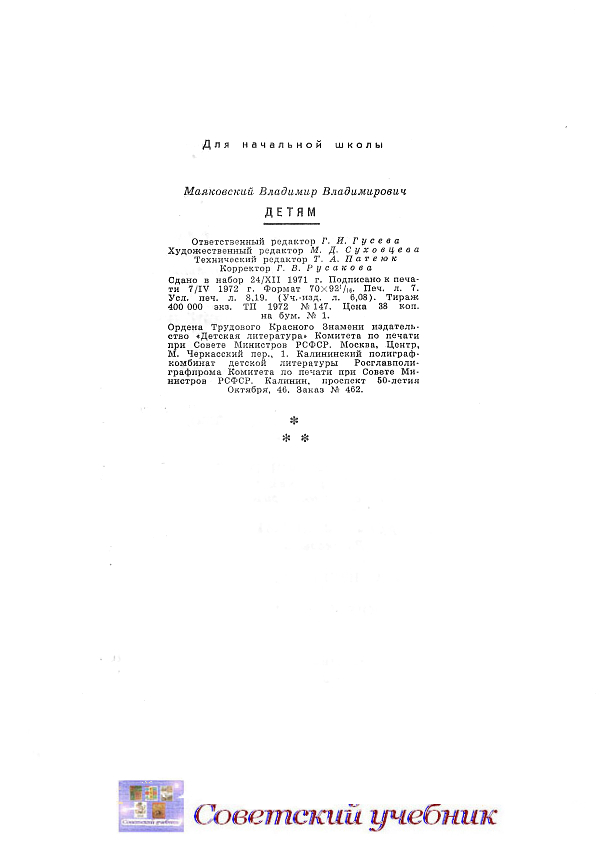 Для начальной школы
Маяковский Владимир Владимирович
ДЕТЯМ
Ответственный редактор Г. И. Гусева
Художественный редактор М. Д. Суховцева
Технический редактор Т. А. Патеюк
Корректор Г. В. Русакова
Сдано в набор 24/XII 1971 г. Подписано к печа-
ти 7/IV 1972 г. Формат 70×92¹/₁₆. Печ. л. 7.
Усл. печ. л. 8,19. (Уч.-изд. л. 6,08). Тираж
400 000 экз. ТП 1972 № 147. Цена 38 коп.
на бум. № 1.
Ордена Трудового Красного Знамени издатель-
ство «Детская литература» Комитета по печати
при Совете Министров РСФСР. Москва, Центр,
М. Черкасский пер., 1. Калининский полиграф-
комбинат детской литературы Росглавполи-
графпрома Комитета по печати при Совете Ми-
нистров РСФСР. Калинин, проспект 50-летия
Октября, 46. Заказ № 462.
Советский учебник
Советский учебник